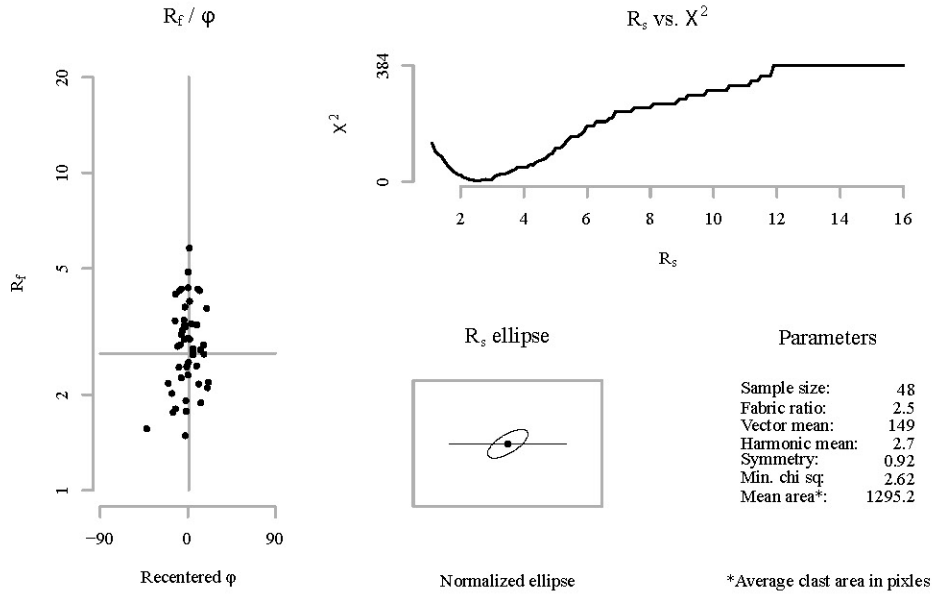 Rf / φ
20
10
5
2
1
Rf
−90 0 90
Recentered φ
Rs vs. X²
384
0
X²
2 4 6 8 10 12 14 16
Rs
Rs ellipse
Normalized ellipse
Parameters
Sample size: 48
Fabric ratio: 2.5
Vector mean: 149
Harmonic mean: 2.7
Symmetry: 0.92
Min. chi sq: 2.62
Mean area*: 1295.2
*Average clast area in pixles